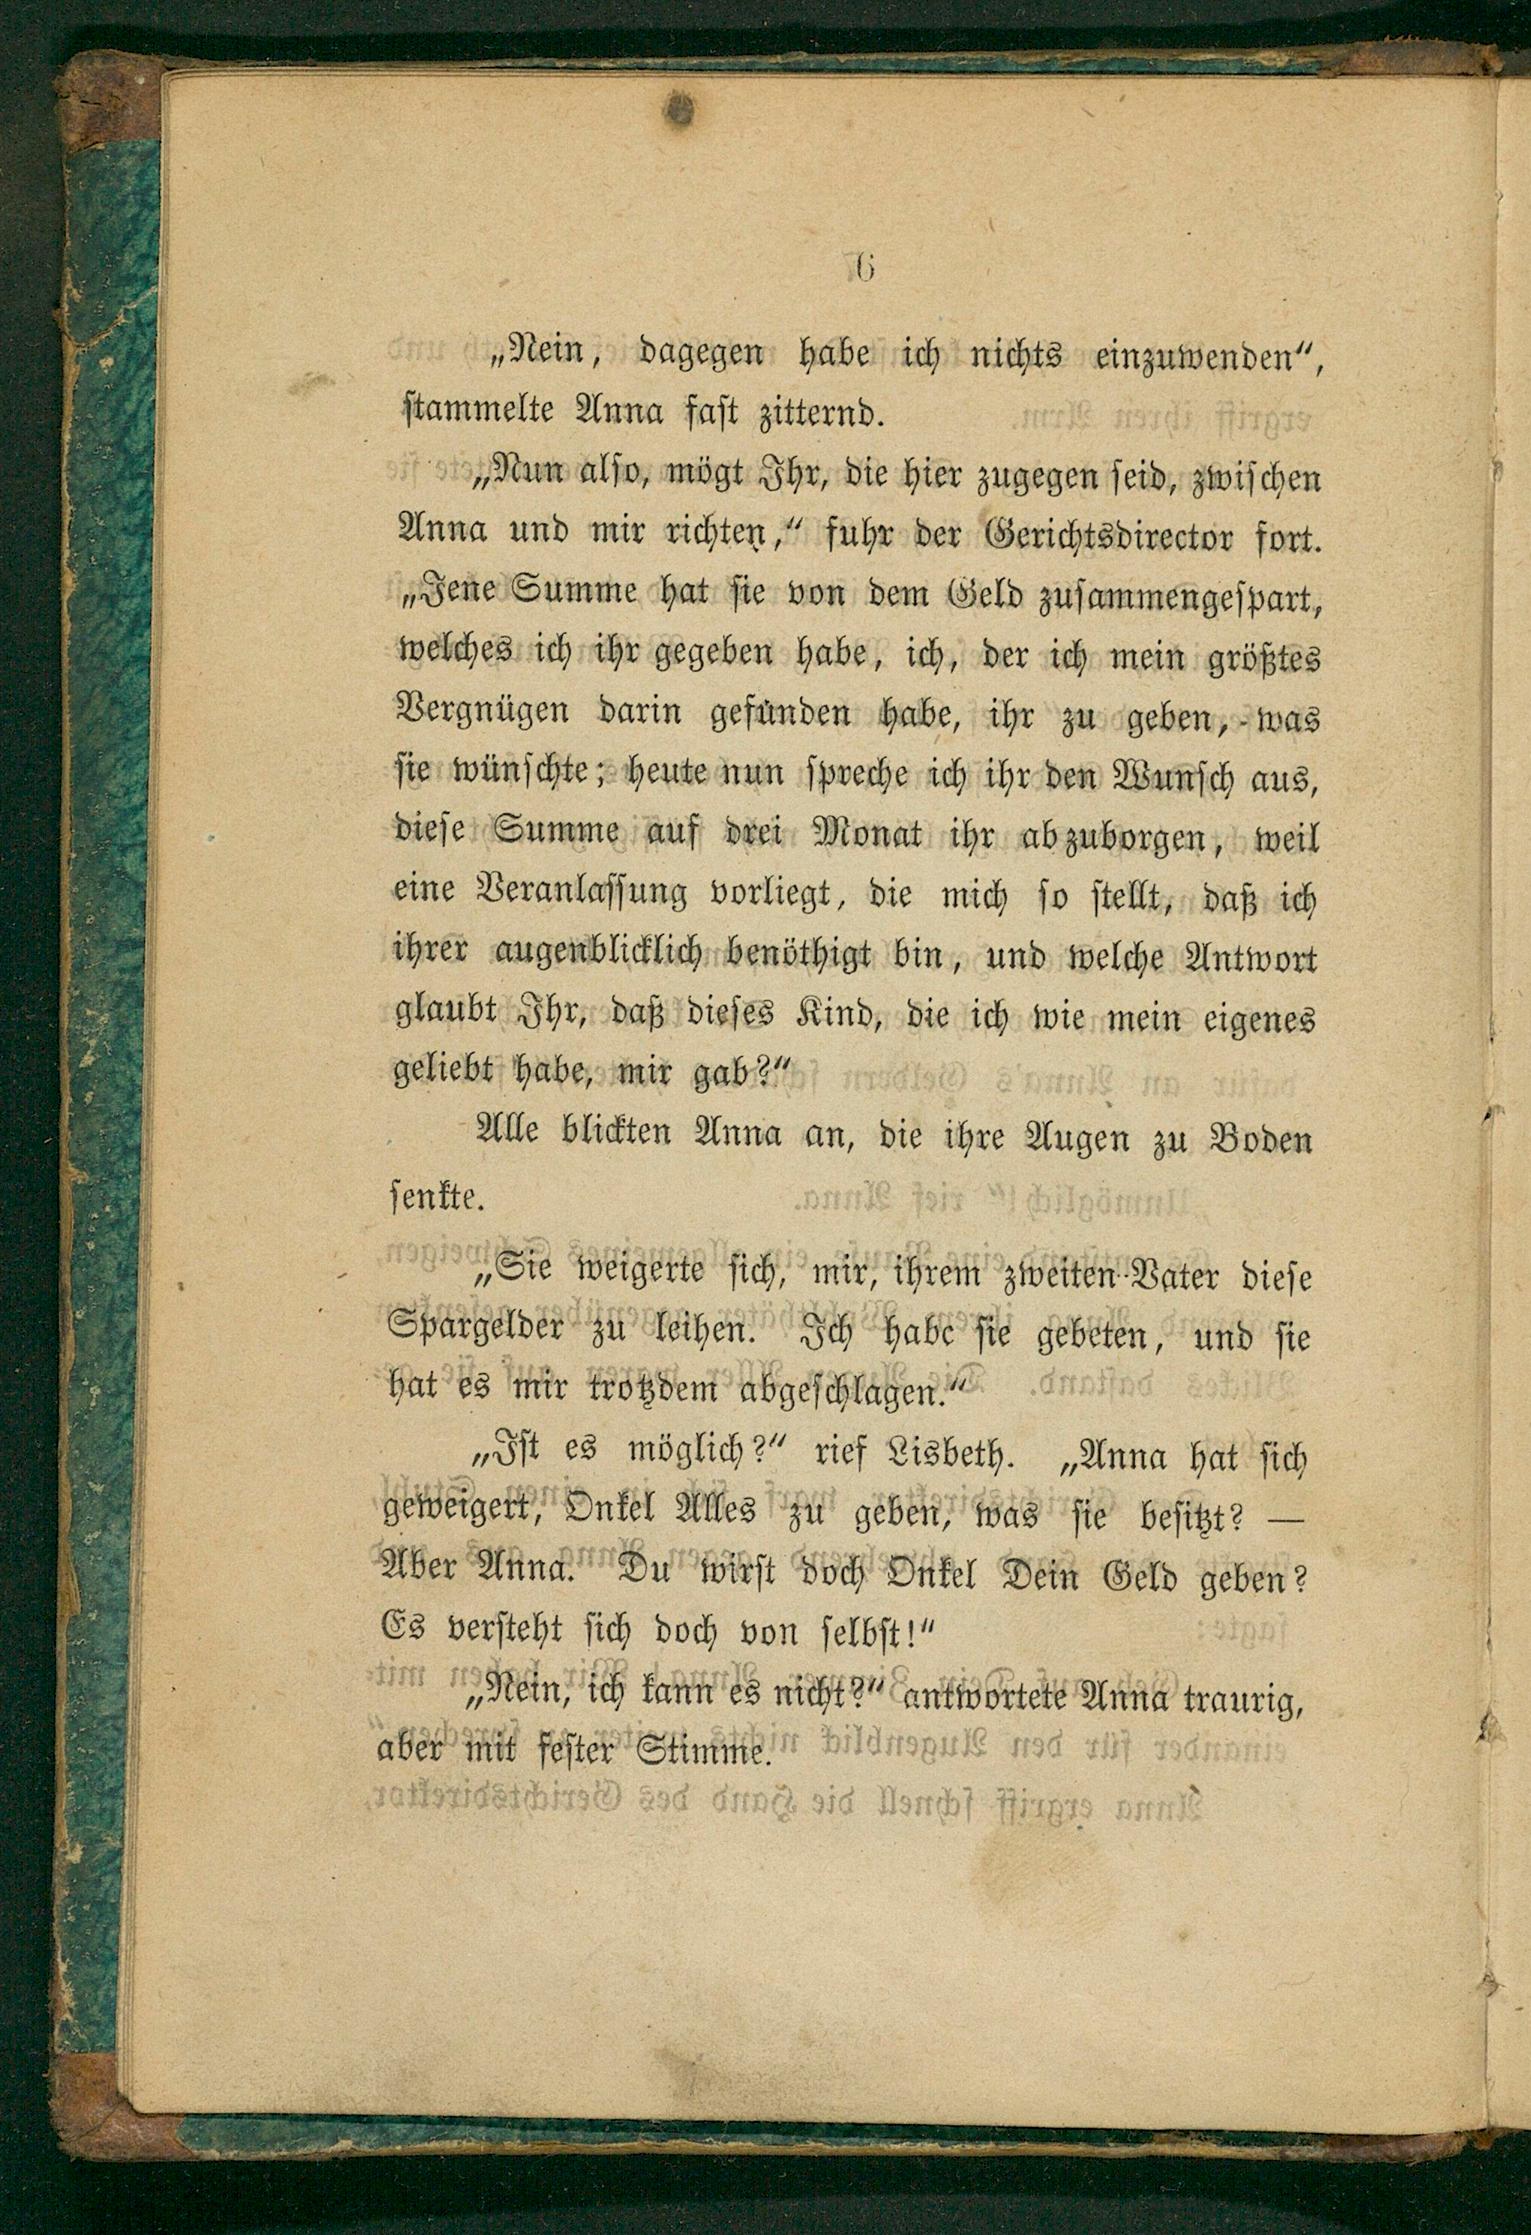 6
„Nein, dagegen habe ich nichts einzuwenden“,
stammelte Anna fast zitternd.
„Nun also, mögt Ihr, die hier zugegen seid, zwischen
Anna und mir richten,“ fuhr der Gerichtsdirector fort.
„Jene Summe hat sie von dem Geld zusammengespart,
welches ich ihr gegeben habe, ich, der ich mein größtes
Vergnügen darin gefunden habe, ihr zu geben, was
sie wünschte; heute nun spreche ich ihr den Wunsch aus,
diese Summe auf drei Monat ihr abzuborgen, weil
eine Veranlassung vorliegt, die mich so stellt, daß ich
ihrer augenblicklich benöthigt bin, und welche Antwort
glaubt Ihr, daß dieses Kind, die ich wie mein eigenes
geliebt habe, mir gab?“
Alle blickten Anna an, die ihre Augen zu Boden
senkte.
„Sie weigerte sich, mir, ihrem zweiten Vater diese
Spargelder zu leihen. Ich habe sie gebeten, und sie
hat es mir trotzdem abgeschlagen.“
„Ist es möglich?“ rief Lisbeth. „Anna hat sich
geweigert, Onkel Alles zu geben, was sie besitzt? —
Aber Anna. Du wirst doch Onkel Dein Geld geben?
Es versteht sich doch von selbst!“
„Nein, ich kann es nicht?“ antwortete Anna traurig,
aber mit fester Stimme.